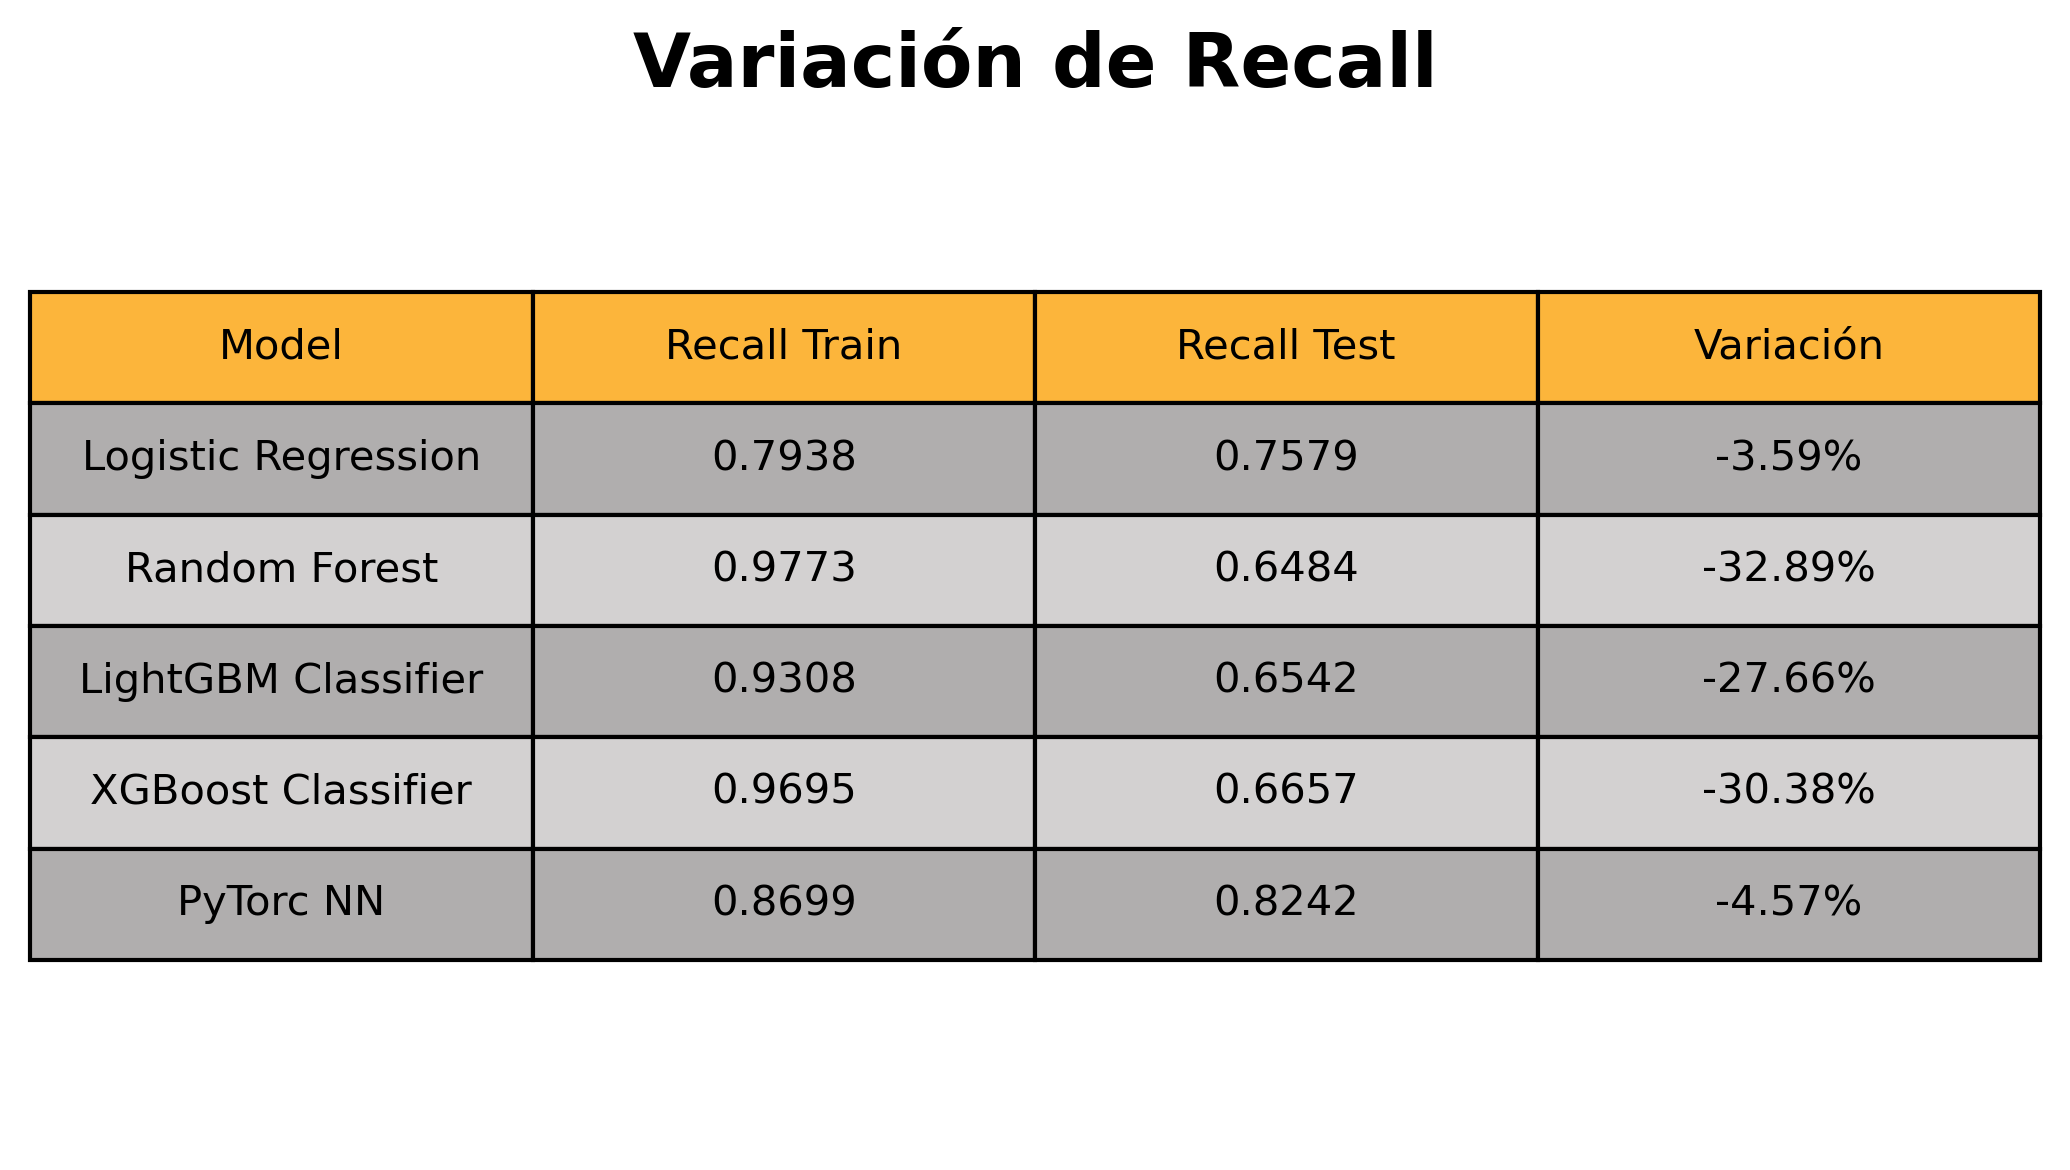 Variación de Recall
Model Recall Train Recall Test Variación
Logistic Regression 0.7938 0.7579 -3.59%
Random Forest 0.9773 0.6484 -32.89%
LightGBM Classifier 0.9308 0.6542 -27.66%
XGBoost Classifier 0.9695 0.6657 -30.38%
PyTorc NN 0.8699 0.8242 -4.57%